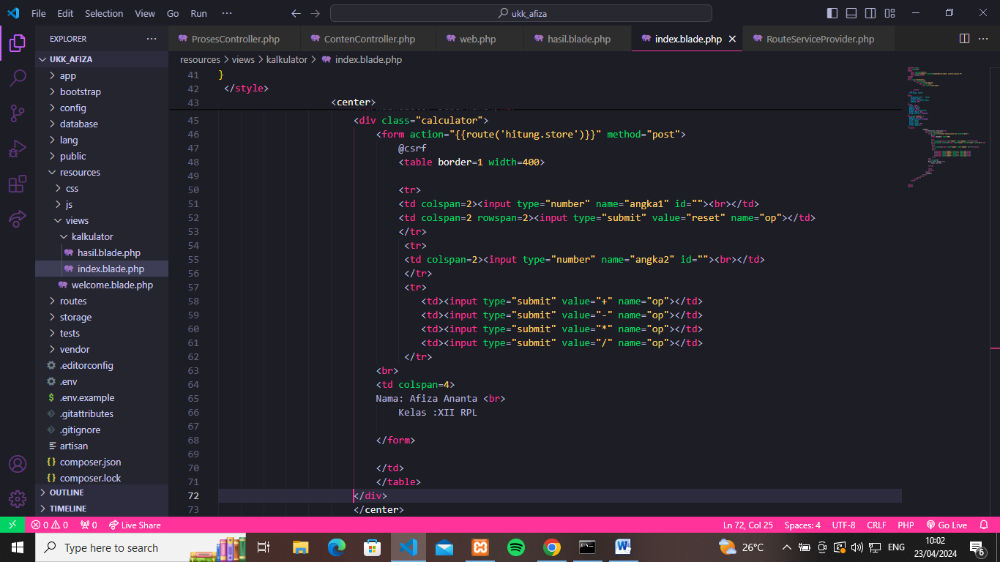 File Edit Selection View Go Run ··· ukk_afiza
EXPLORER ···
ProsesController.php ContenController.php web.php hasil.blade.php index.blade.php RouteServiceProvider.php ···
UKK_AFIZA
app
bootstrap
config
database
lang
public
resources
css
js
views
kalkulator
hasil.blade.php
index.blade.php
welcome.blade.php
routes
storage
tests
vendor
.editorconfig
.env
.env.example
.gitattributes
.gitignore
artisan
composer.json
composer.lock
OUTLINE
TIMELINE
resources > views > kalkulator > index.blade.php
41 }
42 </style>
43 <center>
45 <div class="calculator">
46 <form action="{{route('hitung.store')}}" method="post">
47 @csrf
48 <table border=1 width=400>
49
50 <tr>
51 <td colspan=2><input type="number" name="angka1" id=""><br></td>
52 <td colspan=2 rowspan=2><input type="submit" value="reset" name="op"></td>
53 </tr>
54 <tr>
55 <td colspan=2><input type="number" name="angka2" id=""><br></td>
56 </tr>
57 <tr>
58 <td><input type="submit" value="+" name="op"></td>
59 <td><input type="submit" value="-" name="op"></td>
60 <td><input type="submit" value="*" name="op"></td>
61 <td><input type="submit" value="/" name="op"></td>
62 </tr>
63 <br>
64 <td colspan=4>
65 Nama: Afiza Ananta <br>
66 Kelas :XII RPL
67
68 </form>
69
70 </td>
71 </table>
72 </div>
73 </center>
0 0 0 Live Share Ln 72, Col 25 Spaces: 4 UTF-8 CRLF PHP Go Live
Type here to search 26°C ENG 10:02
23/04/2024 6